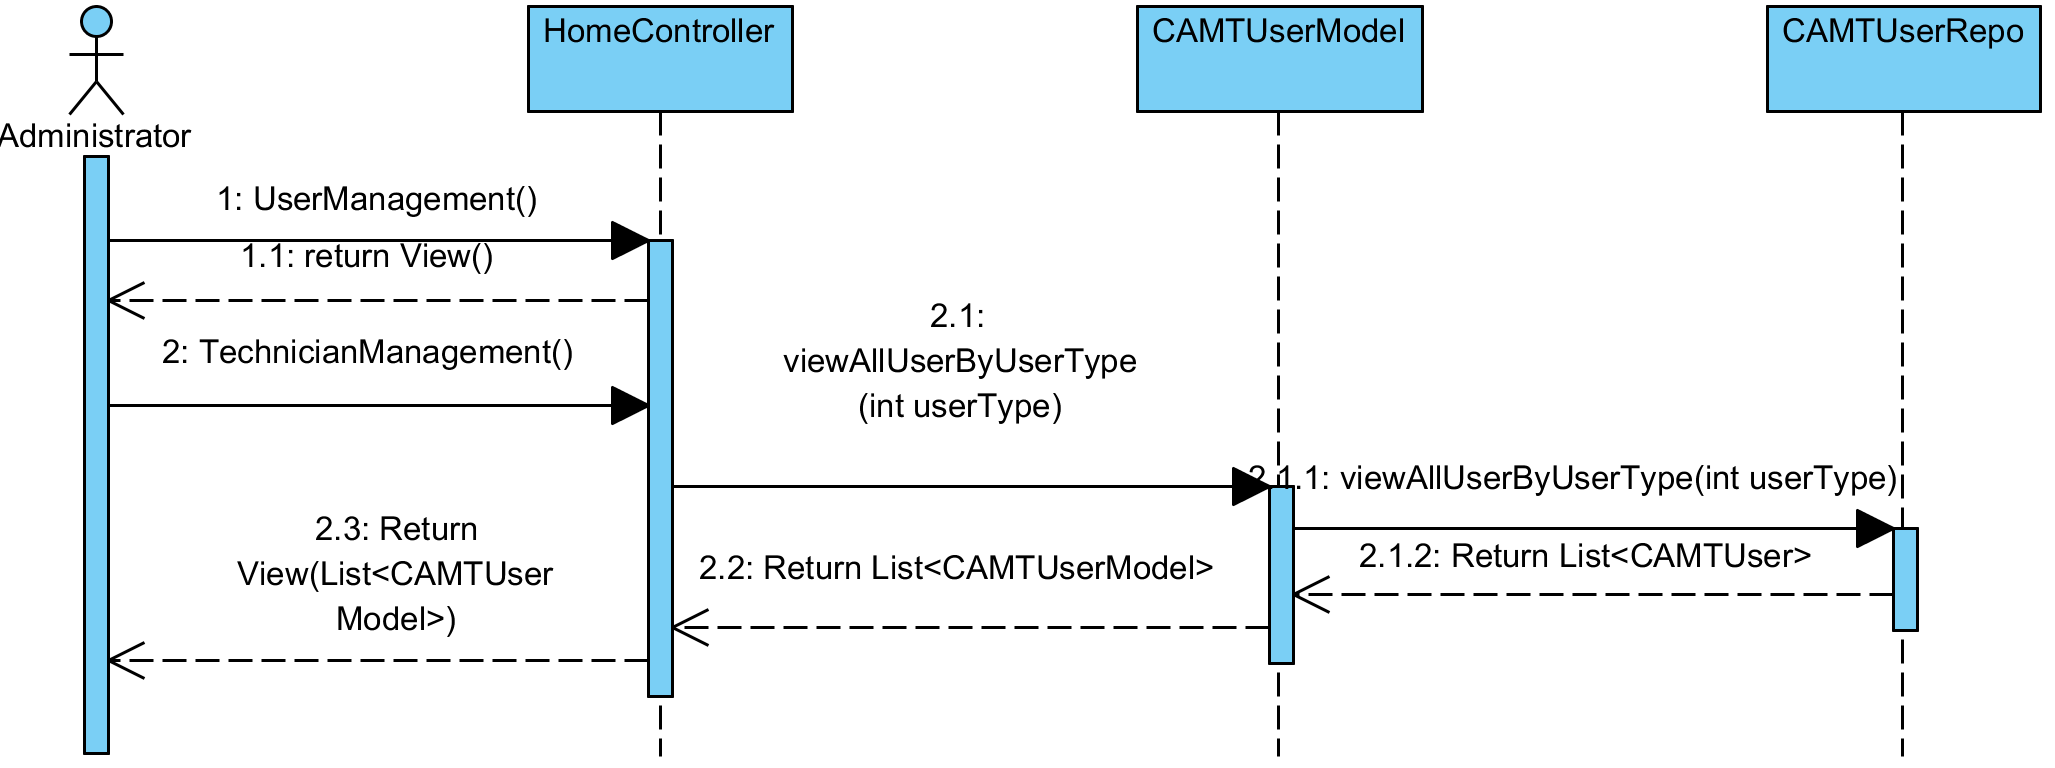 HomeController
CAMTUserModel
CAMTUserRepo
Administrator
1: UserManagement()
1.1: return View()
2: TechnicianManagement()
2.1:
viewAllUserByUserType
(int userType)
2.1.1: viewAllUserByUserType(int userType)
2.1.2: Return List<CAMTUser>
2.2: Return List<CAMTUserModel>
2.3: Return
View(List<CAMTUser
Model>)